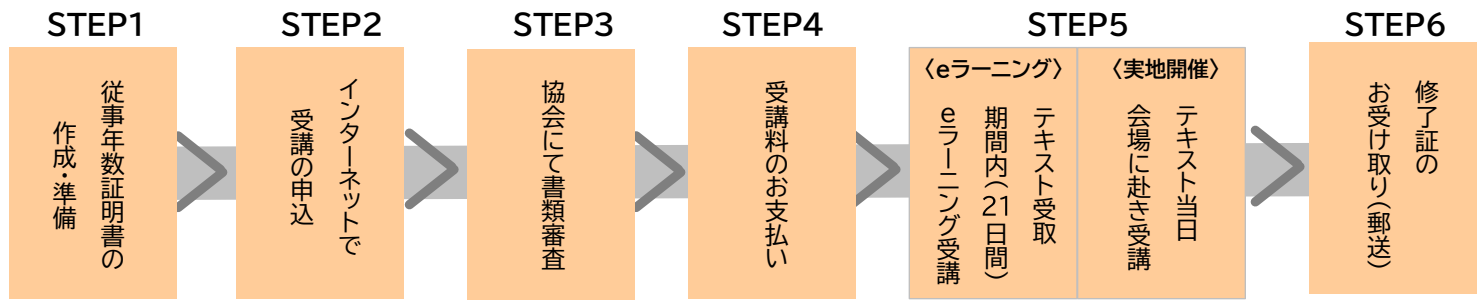 STEP1
従事年数証明書の
作成・準備
STEP2
インターネットで
受講の申込
STEP3
協会にて書類審査
STEP4
受講料のお支払い
STEP5
〈eラーニング〉
テキスト受取
期間内(21日間)
eラーニング受講
〈実地開催〉
テキスト当日
会場に赴き受講
STEP6
修了証の
お受け取り(郵送)